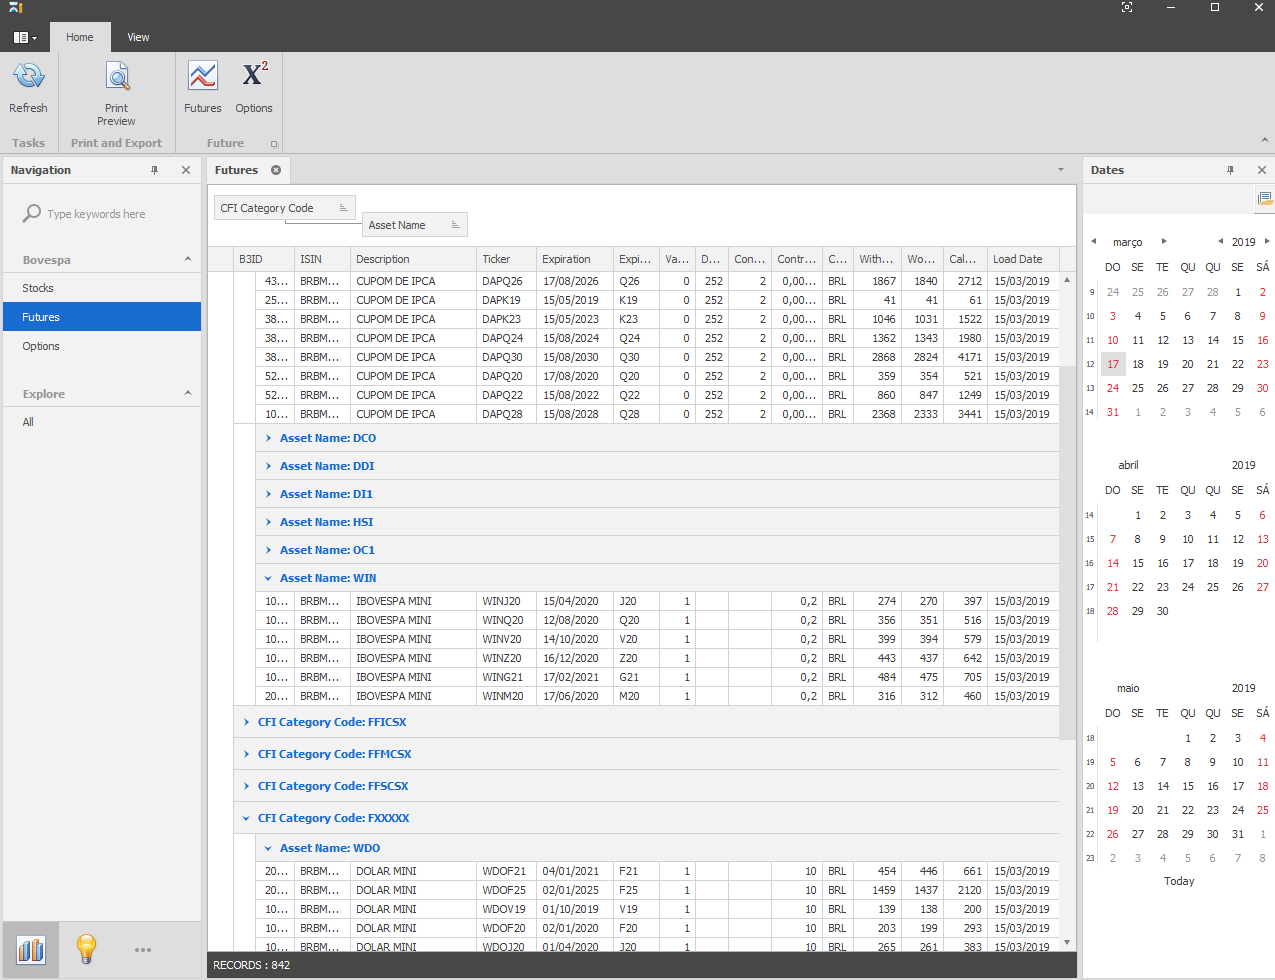 Home View
Refresh
Print Preview
Futures
Options
Tasks
Print and Export
Future
Navigation
Type keywords here
Bovespa
Stocks
Futures
Options
Explore
All
Futures
CFI Category Code
Asset Name
B3ID ISIN Description Ticker Expiration Expi... Va... D... Con... Contr... C... With... Wo... Cal... Load Date
43... BRBM... CUPOM DE IPCA DAPQ26 17/08/2026 Q26 0 252 2 0,00... BRL 1867 1840 2712 15/03/2019
25... BRBM... CUPOM DE IPCA DAPK19 15/05/2019 K19 0 252 2 0,00... BRL 41 41 61 15/03/2019
38... BRBM... CUPOM DE IPCA DAPK23 15/05/2023 K23 0 252 2 0,00... BRL 1046 1031 1522 15/03/2019
38... BRBM... CUPOM DE IPCA DAPQ24 15/08/2024 Q24 0 252 2 0,00... BRL 1362 1343 1980 15/03/2019
38... BRBM... CUPOM DE IPCA DAPQ30 15/08/2030 Q30 0 252 2 0,00... BRL 2868 2824 4171 15/03/2019
52... BRBM... CUPOM DE IPCA DAPQ20 17/08/2020 Q20 0 252 2 0,00... BRL 359 354 521 15/03/2019
52... BRBM... CUPOM DE IPCA DAPQ22 15/08/2022 Q22 0 252 2 0,00... BRL 860 847 1249 15/03/2019
10... BRBM... CUPOM DE IPCA DAPQ28 15/08/2028 Q28 0 252 2 0,00... BRL 2368 2333 3441 15/03/2019
Asset Name: DCO
Asset Name: DDI
Asset Name: DI1
Asset Name: HSI
Asset Name: OC1
Asset Name: WIN
10... BRBM... IBOVESPA MINI WINJ20 15/04/2020 J20 1 0,2 BRL 274 270 397 15/03/2019
10... BRBM... IBOVESPA MINI WINQ20 12/08/2020 Q20 1 0,2 BRL 356 351 516 15/03/2019
10... BRBM... IBOVESPA MINI WINV20 14/10/2020 V20 1 0,2 BRL 399 394 579 15/03/2019
10... BRBM... IBOVESPA MINI WINZ20 16/12/2020 Z20 1 0,2 BRL 443 437 642 15/03/2019
10... BRBM... IBOVESPA MINI WING21 17/02/2021 G21 1 0,2 BRL 484 475 705 15/03/2019
20... BRBM... IBOVESPA MINI WINM20 17/06/2020 M20 1 0,2 BRL 316 312 460 15/03/2019
CFI Category Code: FFICSX
CFI Category Code: FFMCSX
CFI Category Code: FFSCSX
CFI Category Code: FXXXXX
Asset Name: WDO
20... BRBM... DOLAR MINI WDOF21 04/01/2021 F21 1 10 BRL 454 446 661 15/03/2019
20... BRBM... DOLAR MINI WDOF25 02/01/2025 F25 1 10 BRL 1459 1437 2120 15/03/2019
10... BRBM... DOLAR MINI WDOV19 01/10/2019 V19 1 10 BRL 139 138 200 15/03/2019
10... BRBM... DOLAR MINI WDOF20 02/01/2020 F20 1 10 BRL 203 199 293 15/03/2019
10... BRBM... DOLAR MINI WDOJ20 01/04/2020 J20 1 10 BRL 265 261 383 15/03/2019
RECORDS : 842
Dates
março 2019
DO SE TE QU QU SE SÁ
9 24 25 26 27 28 1 2
10 3 4 5 6 7 8 9
11 10 11 12 13 14 15 16
12 17 18 19 20 21 22 23
13 24 25 26 27 28 29 30
14 31 1 2 3 4 5 6
abril 2019
DO SE TE QU QU SE SÁ
14 1 2 3 4 5 6
15 7 8 9 10 11 12 13
16 14 15 16 17 18 19 20
17 21 22 23 24 25 26 27
18 28 29 30
maio 2019
DO SE TE QU QU SE SÁ
18 1 2 3 4
19 5 6 7 8 9 10 11
20 12 13 14 15 16 17 18
21 19 20 21 22 23 24 25
22 26 27 28 29 30 31 1
23 2 3 4 5 6 7 8
Today